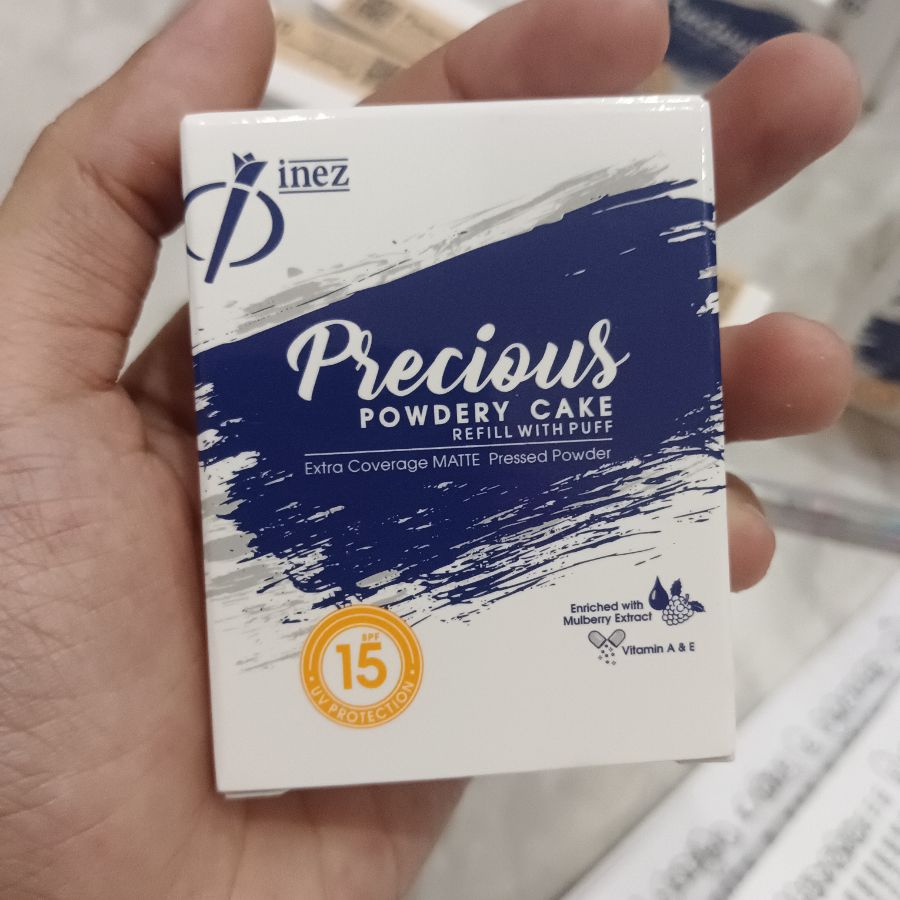 inez
Precious
POWDERY CAKE
REFILL WITH PUFF
Extra Coverage MATTE Pressed Powder
Enriched with
Mulberry Extract
Vitamin A & E
SPF
15
UV PROTECTION
Precious